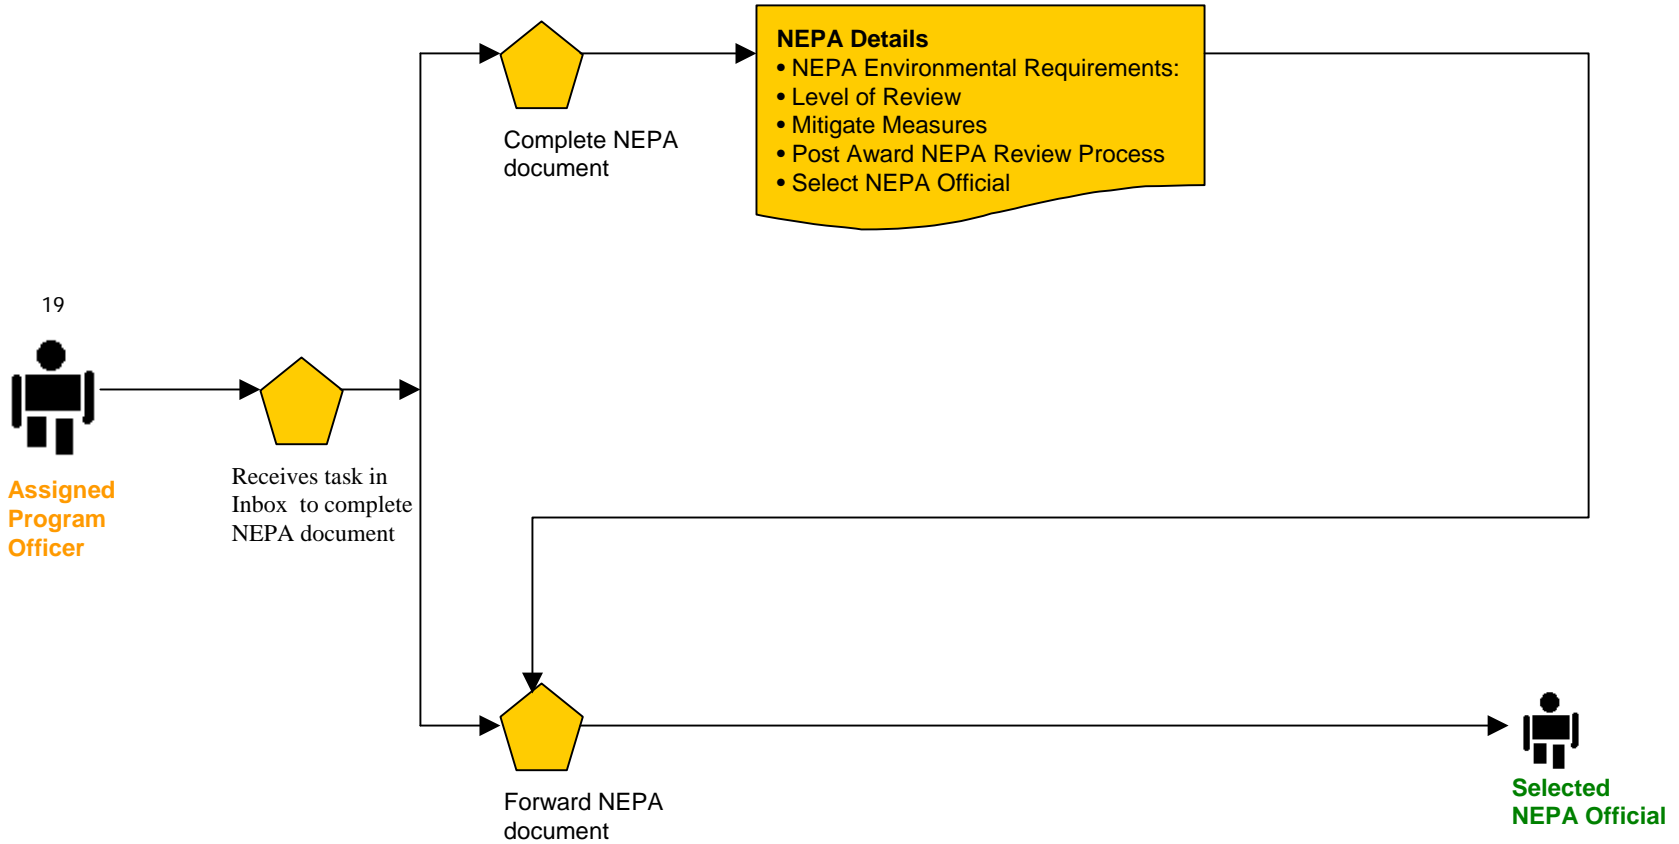 NEPA Details
• NEPA Environmental Requirements:
• Level of Review
• Mitigate Measures
• Post Award NEPA Review Process
• Select NEPA Official
Complete NEPA
document
19
Assigned
Program
Officer
Receives task in
Inbox  to complete
NEPA document
Forward NEPA
document
Selected
NEPA Official